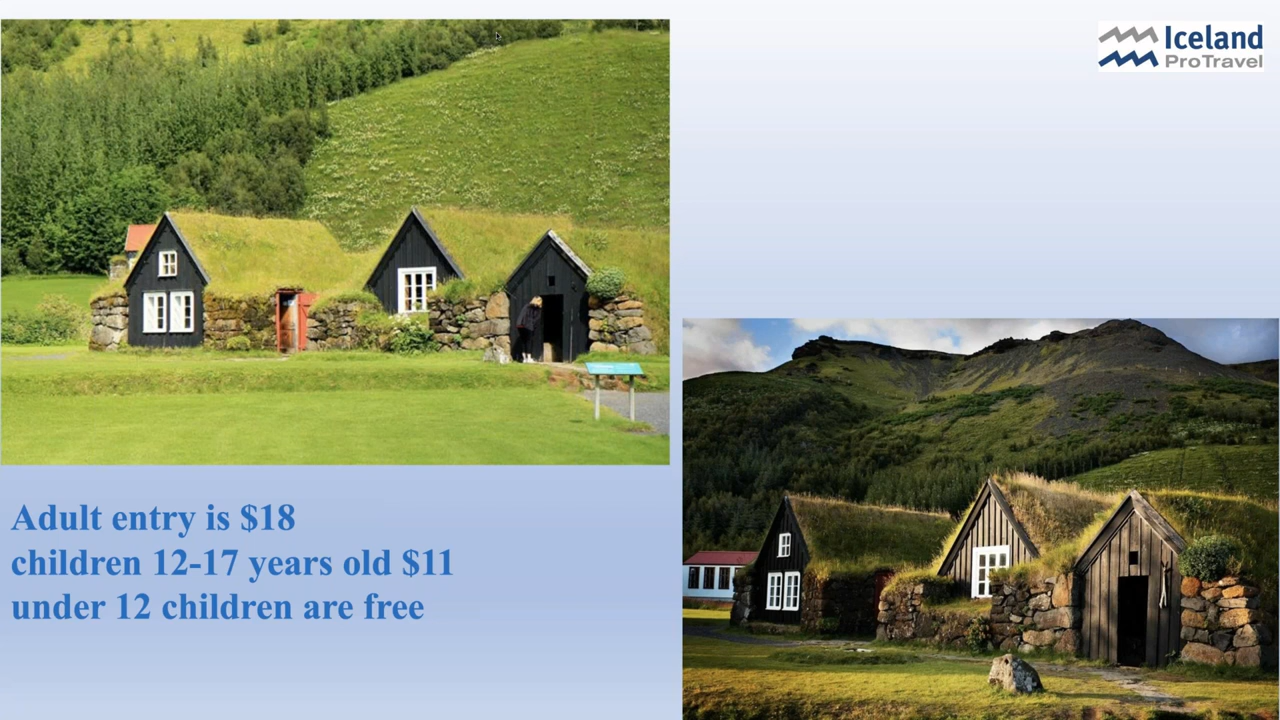 Iceland
ProTravel
Adult entry is $18
children 12-17 years old $11
under 12 children are free